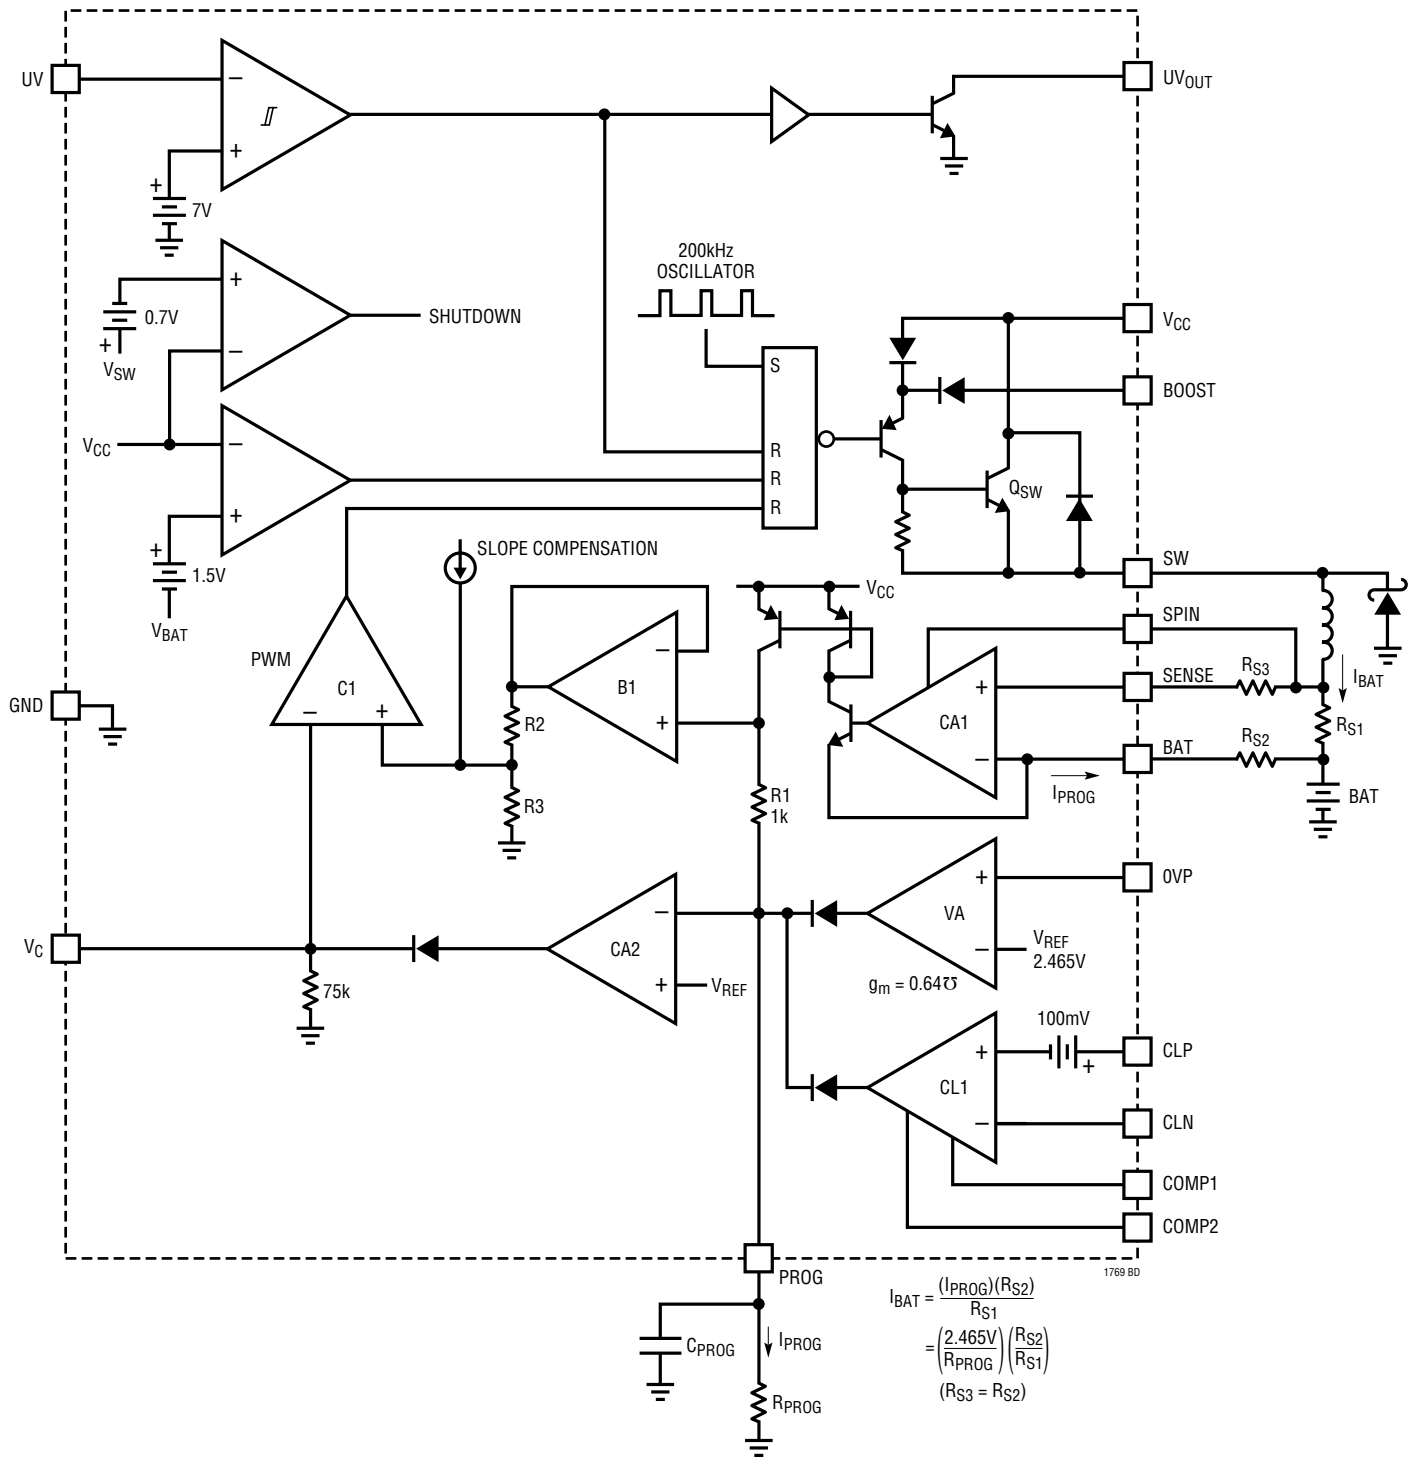 UV
−
+
+
7V
UVOUT
200kHz
OSCILLATOR
+
−
0.7V
+
VSW
SHUTDOWN
VCC
−
+
+
1.5V
VBAT
S
R
R
R
VCC
BOOST
QSW
SW
SLOPE COMPENSATION
PWM
C1
−
+
B1
−
+
R2
R3
VCC
R1
1k
CA1
+
−
SPIN
SENSE
RS3
IBAT
RS1
BAT
RS2
IPROG
BAT
GND
VC
75k
CA2
−
+
VREF
VA
+
−
VREF
2.465V
gm = 0.64℧
0VP
100mV
+
CL1
+
−
CLP
CLN
COMP1
COMP2
PROG
1769 BD
CPROG
IPROG
RPROG
IBAT = (IPROG)(RS2)
RS1
= (2.465V) (RS2)
RPROG RS1
(RS3 = RS2)